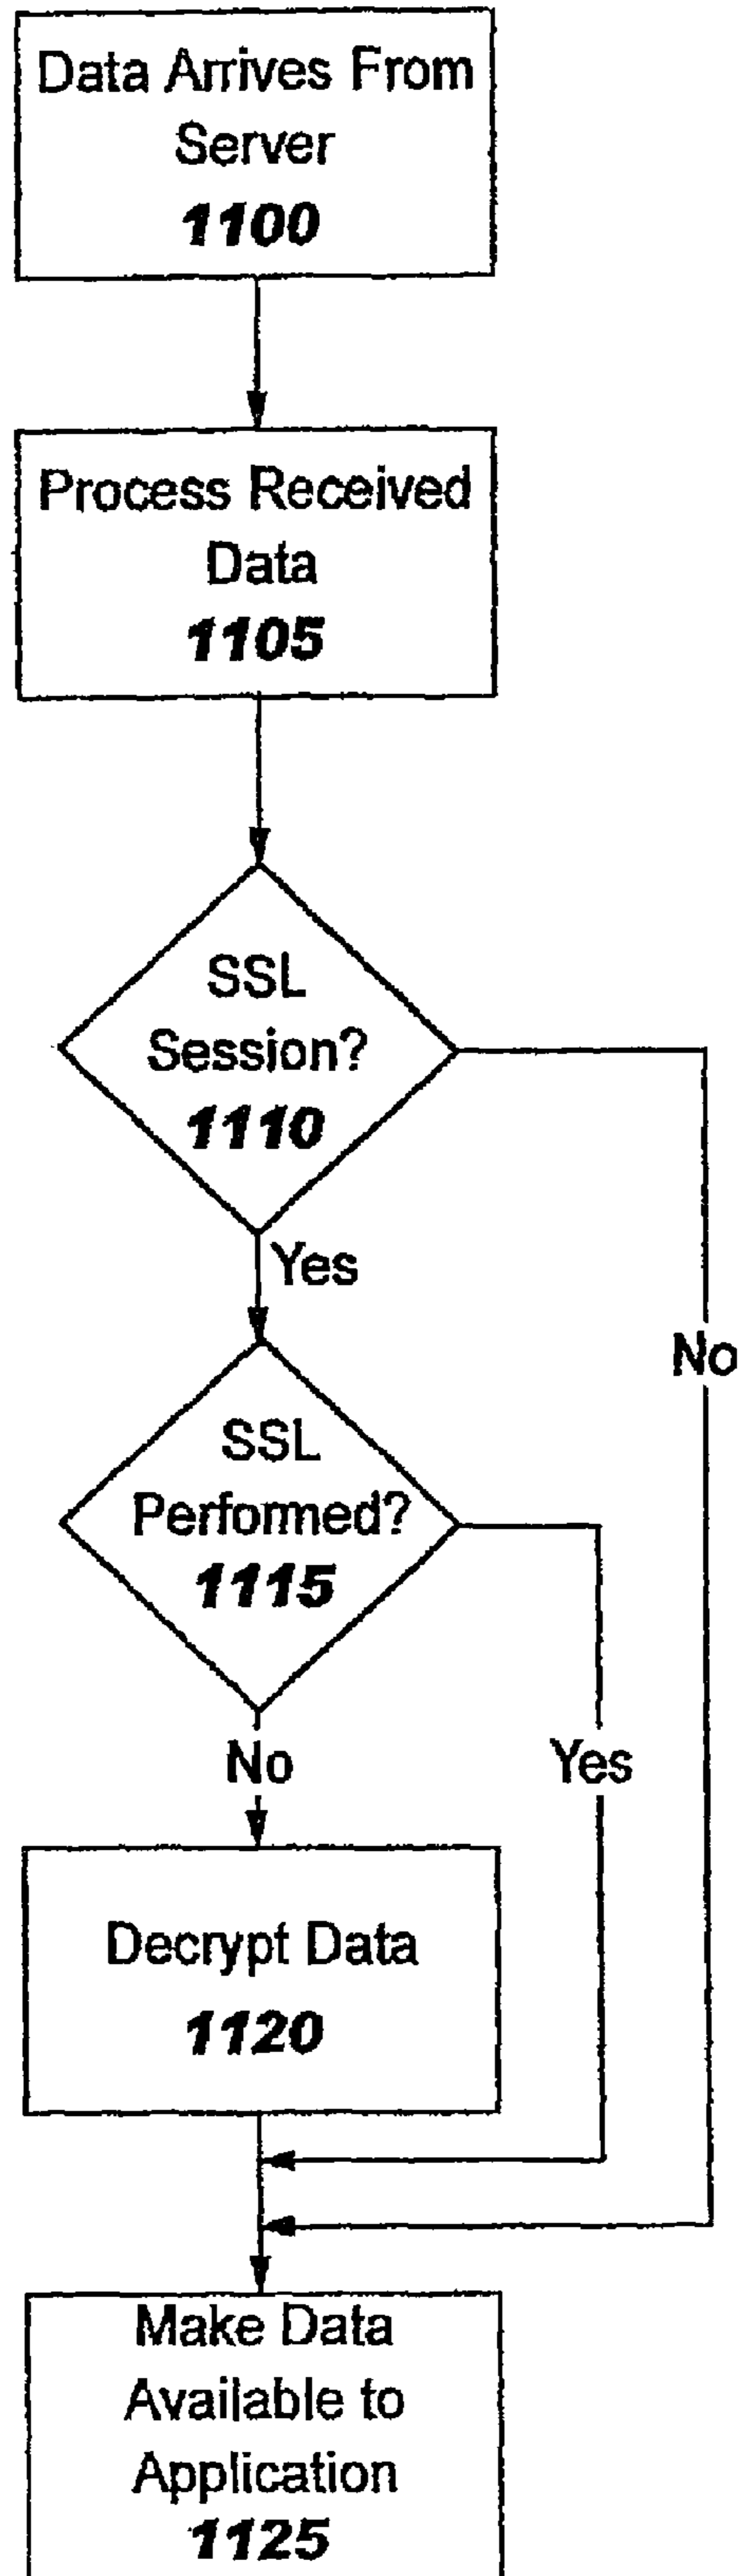 Data Arrives From
Server
1100
Process Received
Data
1105
SSL
Session?
1110
Yes
No
SSL
Performed?
1115
No
Yes
Decrypt Data
1120
Make Data
Available to
Application
1125